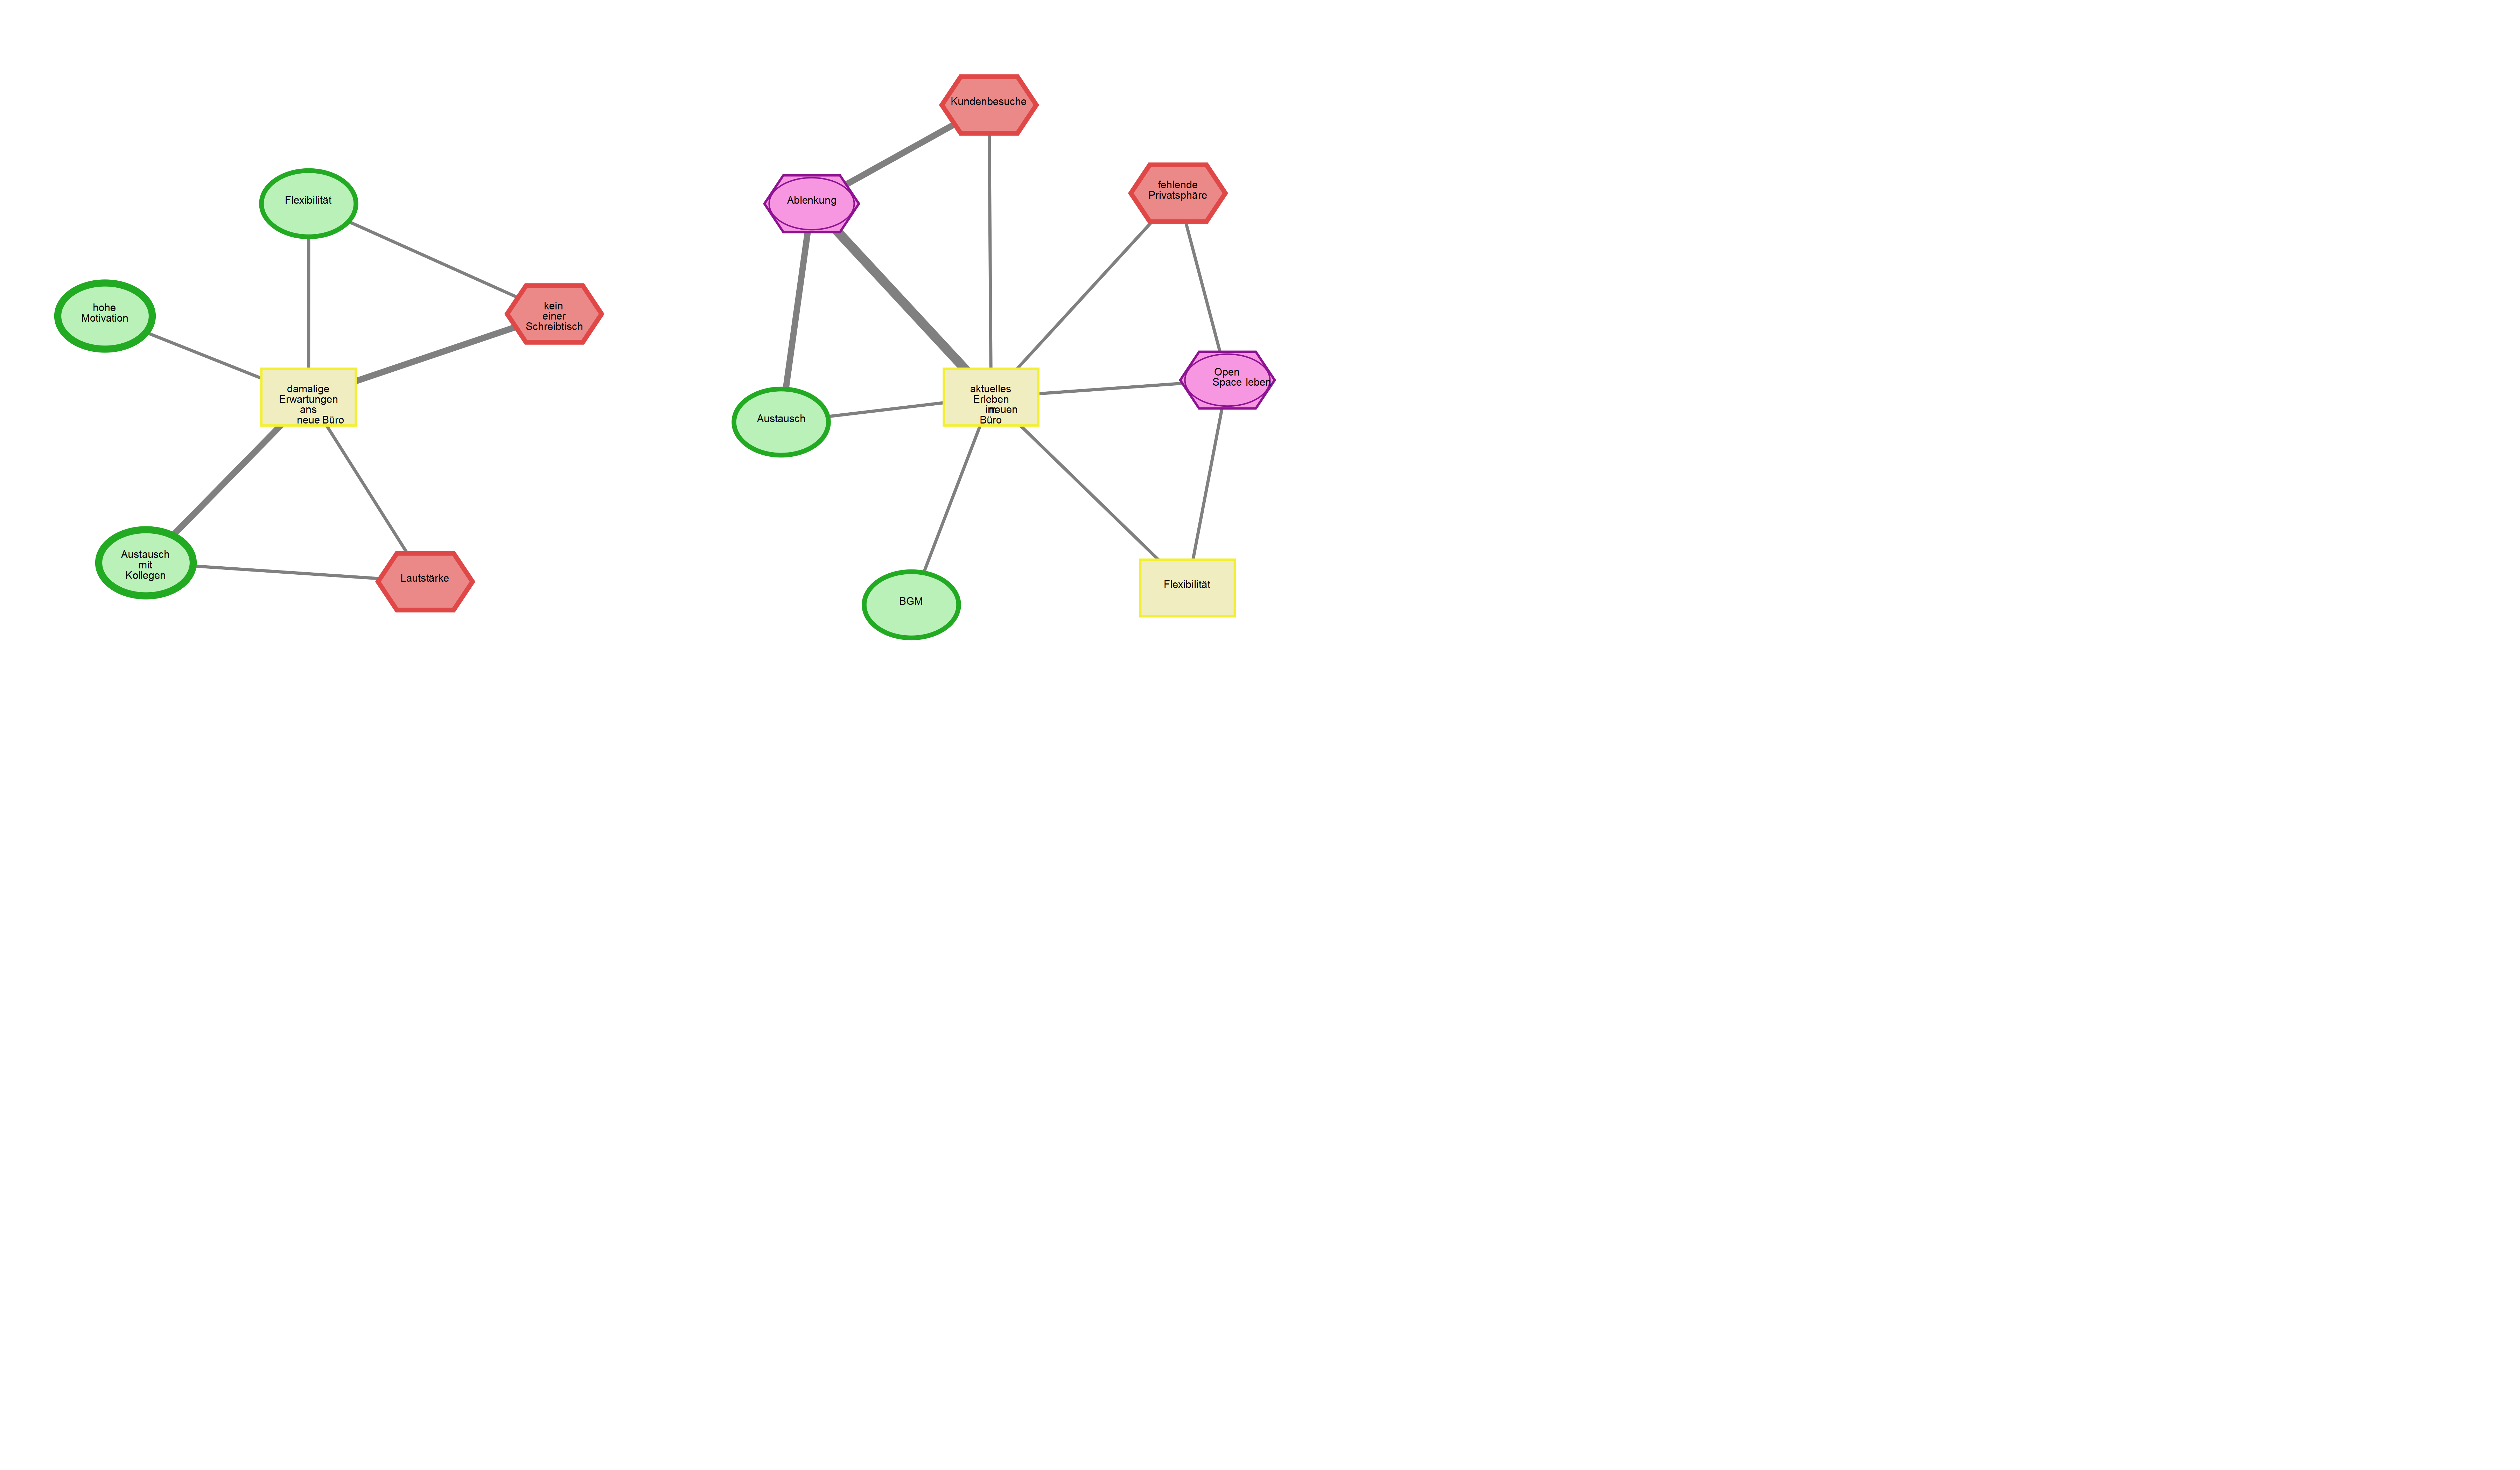 Kundenbesuche
fehlende
Privatsphäre
Flexibilität
Ablenkung
hohe
Motivation
kein
einer
Schreibtisch
Open
Space leben
damalige
Erwartungen
ans
neue Büro
aktuelles
Erleben
im neuen
Büro
Austausch
Austausch
mit
Kollegen
Lautstärke
BGM
Flexibilität